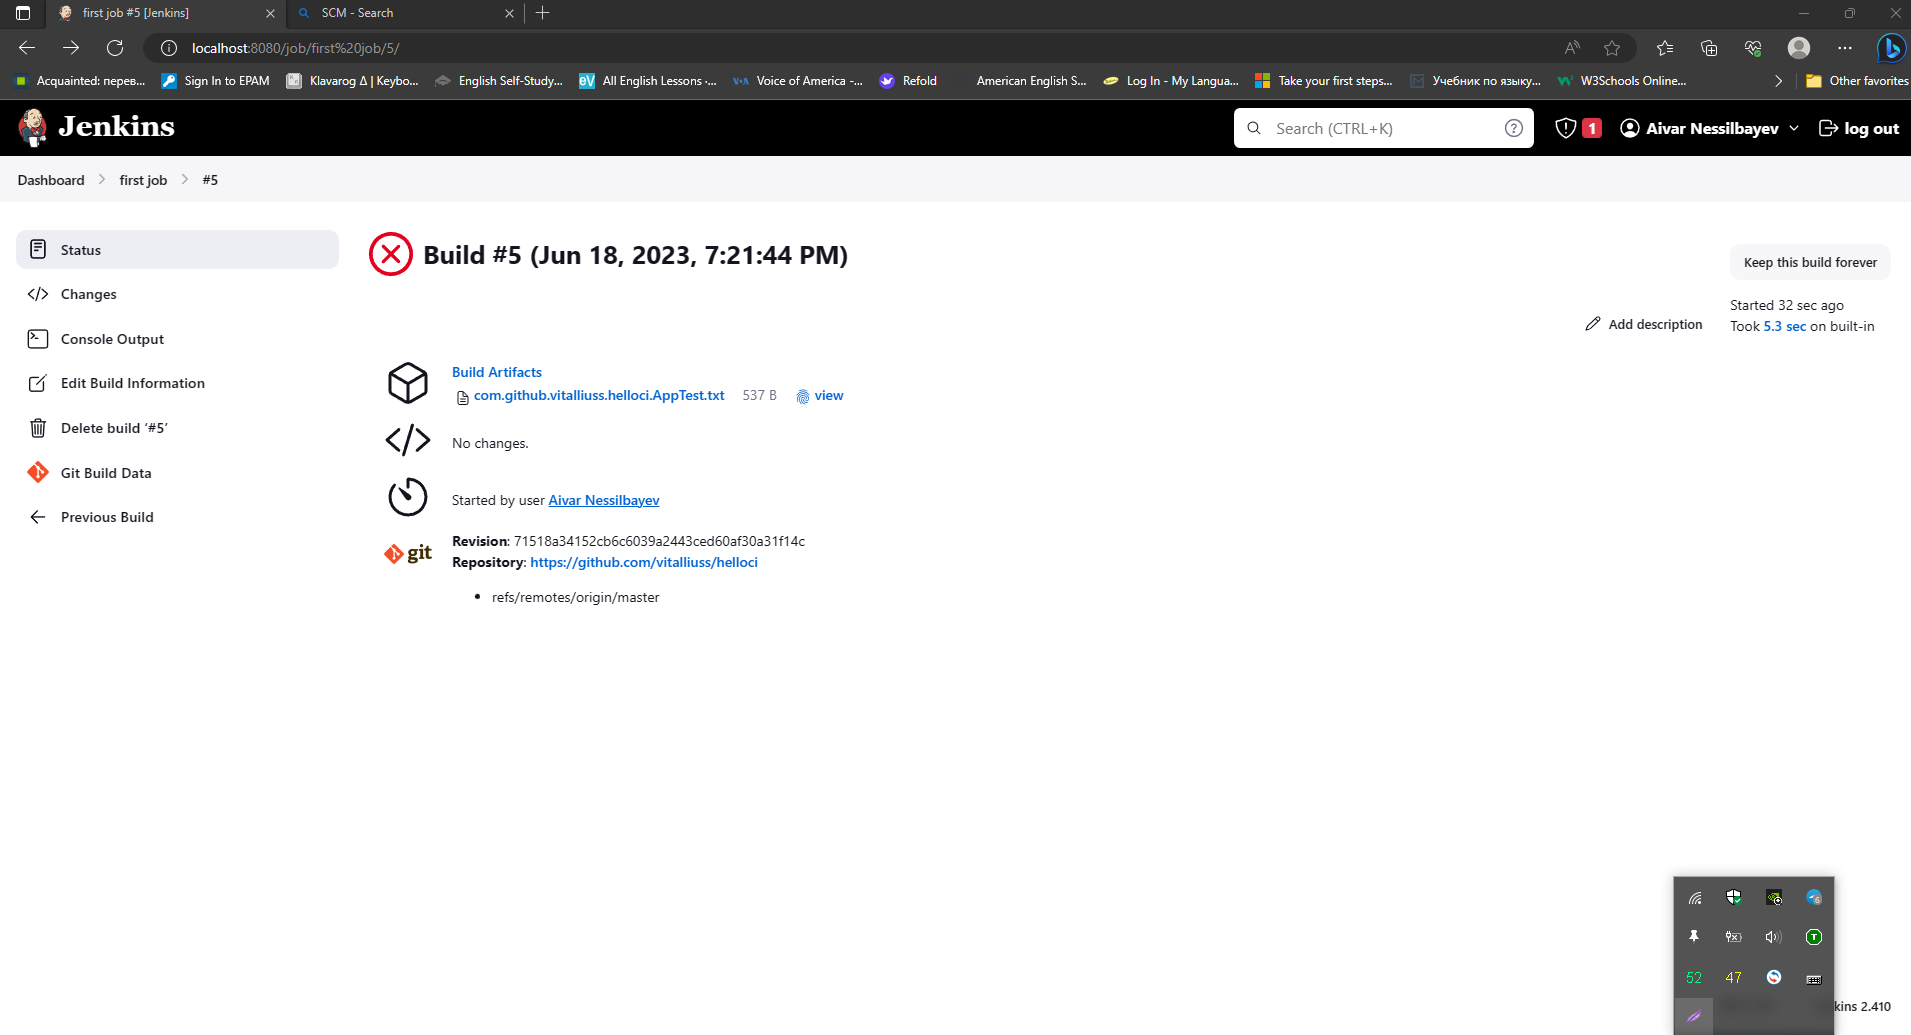 first job #5 [Jenkins]
SCM - Search
localhost:8080/job/first%20job/5/
Acquainted: перев...
Sign In to EPAM
Klavarog Δ | Keybo...
English Self-Study...
eV
All English Lessons ·...
VOA
Voice of America -...
Refold
American English S...
Log In - My Langua...
Take your first steps...
Учебник по языку...
W3Schools Online...
Other favorites
Jenkins
Search (CTRL+K)
1
Aivar Nessilbayev
log out
Dashboard
first job
#5
Status
Changes
Console Output
Edit Build Information
Delete build ‘#5’
Git Build Data
Previous Build
Build #5 (Jun 18, 2023, 7:21:44 PM)
Keep this build forever
Started 32 sec ago
Took 5.3 sec on built-in
Add description
Build Artifacts
com.github.vitalliuss.helloci.AppTest.txt 537 B view
No changes.
Started by user Aivar Nessilbayev
git
Revision: 71518a34152cb6c6039a2443ced60af30a31f14c
Repository: https://github.com/vitalliuss/helloci
refs/remotes/origin/master
52
47
kins 2.410